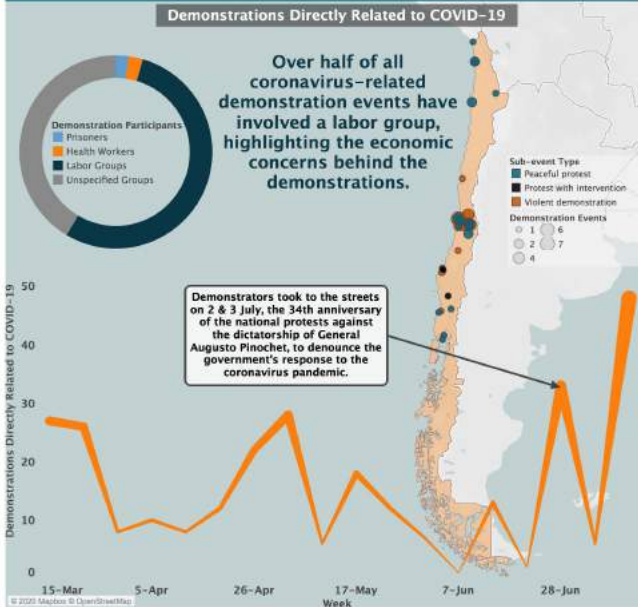 Demonstrations Directly Related to COVID-19
Over half of all
coronavirus-related
demonstration events have
involved a labor group,
highlighting the economic
concerns behind the
demonstrations.
Demonstration Participants
Prisoners
Health Workers
Labor Groups
Unspecified Groups
Sub-event Type
Peaceful protest
Protest with intervention
Violent demonstration
Demonstration Events
1 6
2 7
4
Demonstrators took to the streets
on 2 & 3 July, the 34th anniversary
of the national protests against
the dictatorship of General
Augusto Pinochet, to denounce the
government's response to the
coronavirus pandemic.
Demonstrations Directly Related to COVID-19
50
40
30
20
10
0
15-Mar 5-Apr 26-Apr 17-May 7-Jun 28-Jun
Week
© 2020 Mapbox © OpenStreetMap